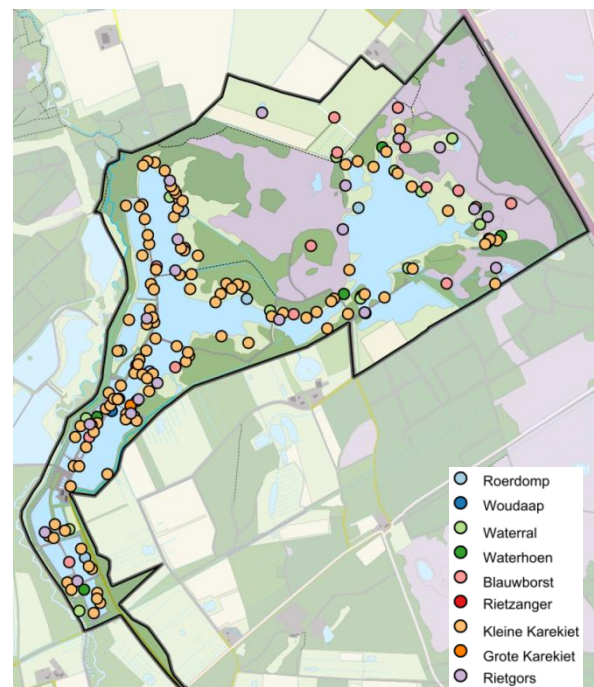 Roerdomp
Woudaap
Waterral
Waterhoen
Blauwborst
Rietzanger
Kleine Karekiet
Grote Karekiet
Rietgors